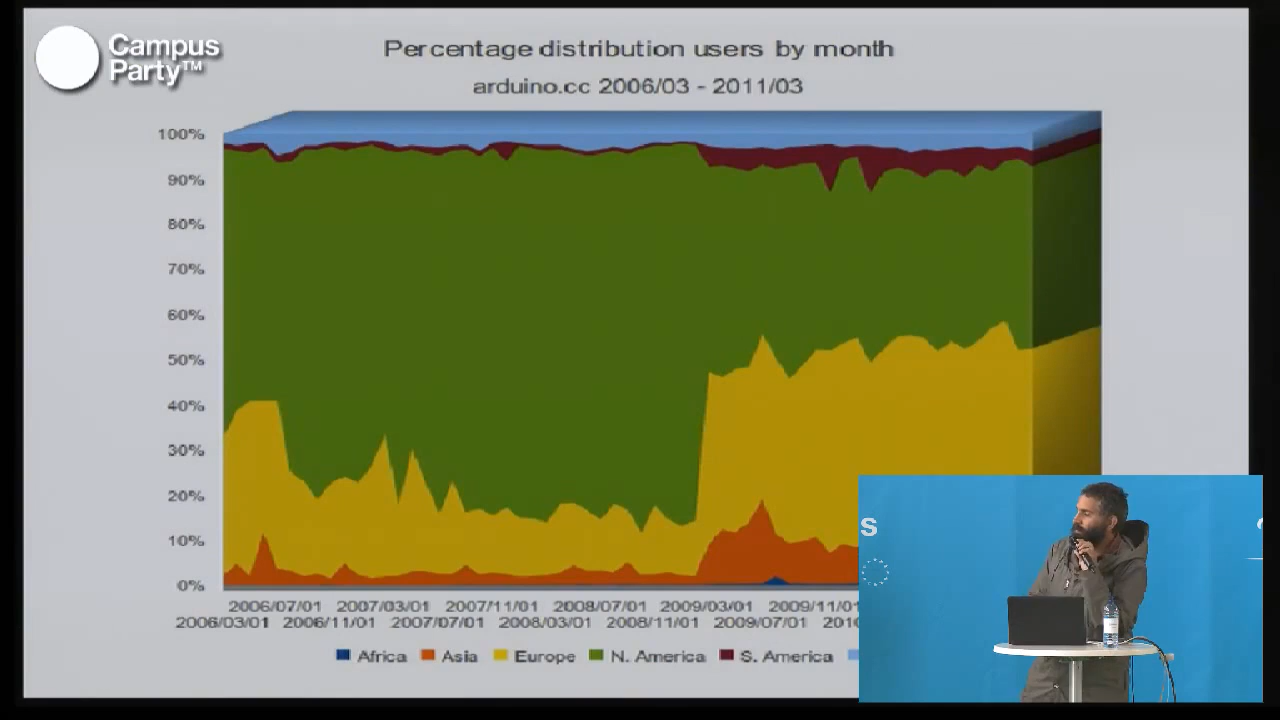 Campus
Party™
Percentage distribution users by month
arduino.cc 2006/03 - 2011/03
100%
90%
80%
70%
60%
50%
40%
30%
20%
10%
0%
2006/07/01 2007/03/01 2007/11/01 2008/07/01 2009/03/01 2009/11/01
2006/03/01 2006/11/01 2007/07/01 2008/03/01 2008/11/01 2009/07/01
Africa Asia Europe N. America S. America